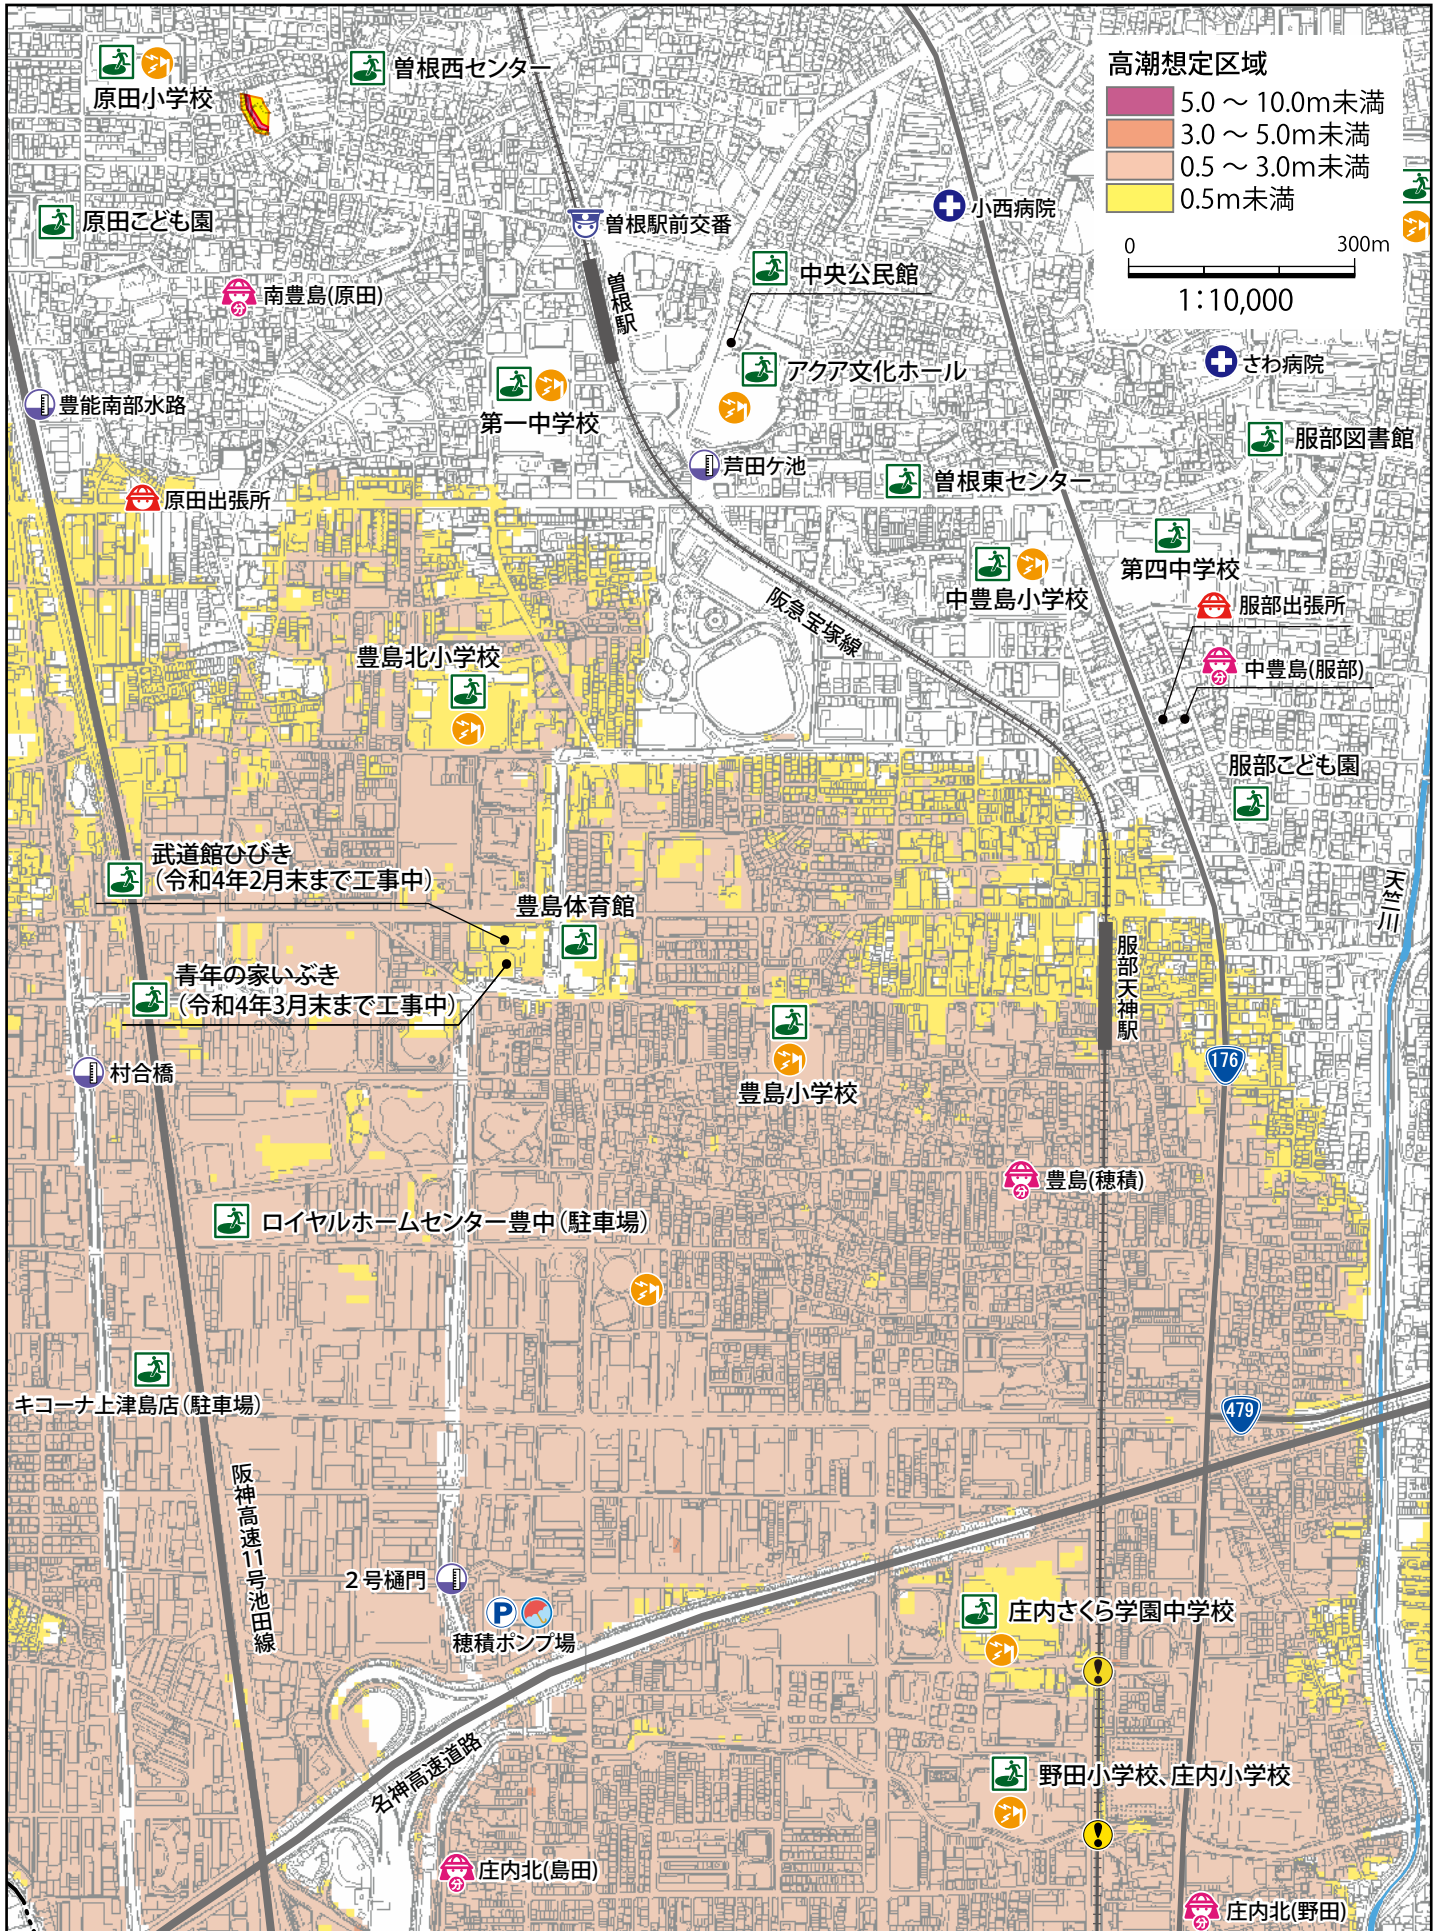 高潮想定区域
5.0 ～ 10.0m未満
3.0 ～ 5.0m未満
0.5 ～ 3.0m未満
0.5m未満
0
300m
1：10,000
原田小学校
曽根西センター
原田こども園
南豊島(原田)
曽根駅前交番
曽根駅
小西病院
中央公民館
アクア文化ホール
さわ病院
豊能南部水路
第一中学校
服部図書館
芦田ケ池
曽根東センター
原田出張所
第四中学校
中豊島小学校
服部出張所
阪急宝塚線
豊島北小学校
中豊島(服部)
服部こども園
武道館ひびき
（令和4年2月末まで工事中）
豊島体育館
天竺川
服部天神駅
青年の家いぶき
（令和4年3月末まで工事中）
村合橋
豊島小学校
176
豊島(穂積)
ロイヤルホームセンター豊中（駐車場）
キコーナ上津島店（駐車場）
479
阪神高速11号池田線
２号樋門
P
穂積ポンプ場
庄内さくら学園中学校
名神高速道路
野田小学校、庄内小学校
庄内北(島田)
庄内北(野田)
分
分
分
分
分